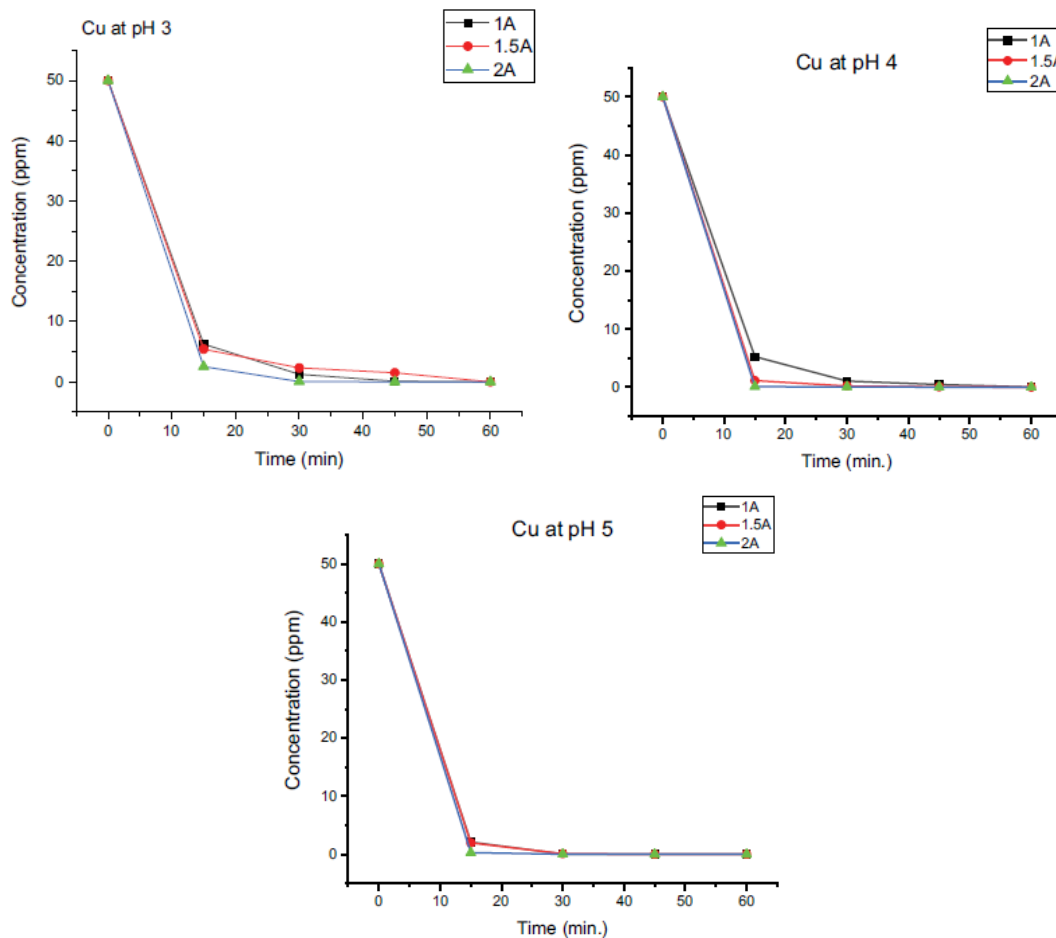 Cu at pH 3
1A
1.5A
2A
Concentration (ppm)
50
40
30
20
10
0
0 10 20 30 40 50 60
Time (min)
Cu at pH 4
1A
1.5A
2A
Concentration (ppm)
50
40
30
20
10
0
0 10 20 30 40 50 60
Time (min.)
Cu at pH 5
1A
1.5A
2A
Concentration (ppm)
50
40
30
20
10
0
0 10 20 30 40 50 60
Time (min.)